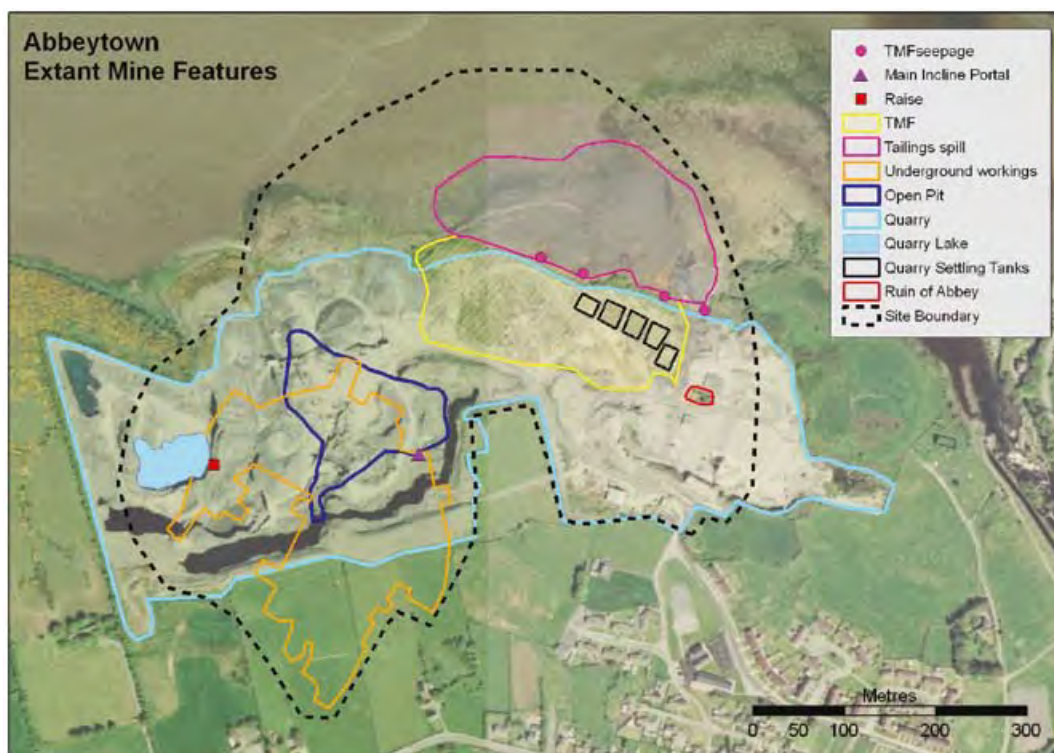 Abbeytown
Extant Mine Features
TMFseepage
Main Incline Portal
Raise
TMF
Tailings spill
Underground workings
Open Pit
Quarry
Quarry Lake
Quarry Settling Tanks
Ruin of Abbey
Site Boundary
Metres
0 50 100 200 300